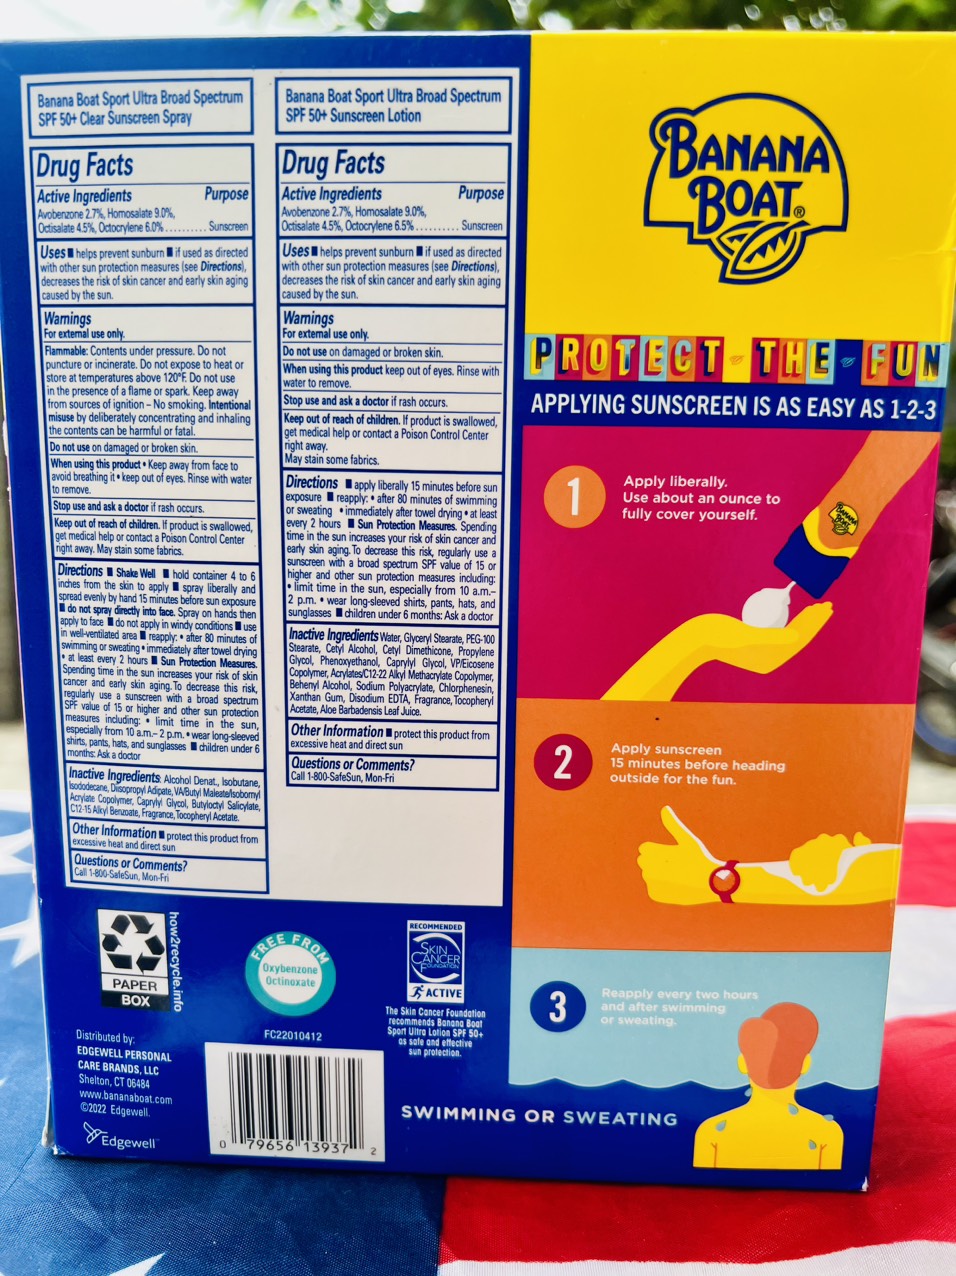 Banana Boat Sport Ultra Broad Spectrum
SPF 50+ Clear Sunscreen Spray
Drug Facts
Active Ingredients Purpose
Avobenzone 2.7%, Homosalate 9.0%,
Octisalate 4.5%, Octocrylene 6.0% .......... Sunscreen
Uses ■ helps prevent sunburn ■ if used as directed
with other sun protection measures (see Directions),
decreases the risk of skin cancer and early skin aging
caused by the sun.
Warnings
For external use only.
Flammable: Contents under pressure. Do not
puncture or incinerate. Do not expose to heat or
store at temperatures above 120°F. Do not use
in the presence of a flame or spark. Keep away
from sources of ignition – No smoking. Intentional
misuse by deliberately concentrating and inhaling
the contents can be harmful or fatal.
Do not use on damaged or broken skin.
When using this product • Keep away from face to
avoid breathing it • keep out of eyes. Rinse with water
to remove.
Stop use and ask a doctor if rash occurs.
Keep out of reach of children. If product is swallowed,
get medical help or contact a Poison Control Center
right away. May stain some fabrics.
Directions ■ Shake Well ■ hold container 4 to 6
inches from the skin to apply ■ spray liberally and
spread evenly by hand 15 minutes before sun exposure
■ do not spray directly into face. Spray on hands then
apply to face ■ do not apply in windy conditions ■ use
in well-ventilated area ■ reapply: • after 80 minutes of
swimming or sweating • immediately after towel drying
• at least every 2 hours ■ Sun Protection Measures.
Spending time in the sun increases your risk of skin
cancer and early skin aging. To decrease this risk,
regularly use a sunscreen with a broad spectrum
SPF value of 15 or higher and other sun protection
measures including: • limit time in the sun,
especially from 10 a.m.– 2 p.m. • wear long-sleeved
shirts, pants, hats, and sunglasses ■ children under 6
months: Ask a doctor
Inactive Ingredients: Alcohol Denat., Isobutane,
Isododecane, Diisopropyl Adipate, VA/Butyl Maleate/Isobornyl
Acrylate Copolymer, Caprylyl Glycol, Butyloctyl Salicylate,
C12-15 Alkyl Benzoate, Fragrance, Tocopheryl Acetate.
Other Information ■ protect this product from
excessive heat and direct sun
Questions or Comments?
Call 1-800-SafeSun, Mon-Fri
Banana Boat Sport Ultra Broad Spectrum
SPF 50+ Sunscreen Lotion
Drug Facts
Active Ingredients Purpose
Avobenzone 2.7%, Homosalate 9.0%,
Octisalate 4.5%, Octocrylene 6.5% .......... Sunscreen
Uses ■ helps prevent sunburn ■ if used as directed
with other sun protection measures (see Directions),
decreases the risk of skin cancer and early skin aging
caused by the sun.
Warnings
For external use only.
Do not use on damaged or broken skin.
When using this product keep out of eyes. Rinse with
water to remove.
Stop use and ask a doctor if rash occurs.
Keep out of reach of children. If product is swallowed,
get medical help or contact a Poison Control Center
right away.
May stain some fabrics.
Directions ■ apply liberally 15 minutes before sun
exposure ■ reapply: • after 80 minutes of swimming
or sweating • immediately after towel drying • at least
every 2 hours ■ Sun Protection Measures. Spending
time in the sun increases your risk of skin cancer and
early skin aging. To decrease this risk, regularly use a
sunscreen with a broad spectrum SPF value of 15 or
higher and other sun protection measures including:
• limit time in the sun, especially from 10 a.m.–
2 p.m. • wear long-sleeved shirts, pants, hats, and
sunglasses ■ children under 6 months: Ask a doctor
Inactive Ingredients Water, Glyceryl Stearate, PEG-100
Stearate, Cetyl Alcohol, Cetyl Dimethicone, Propylene
Glycol, Phenoxyethanol, Caprylyl Glycol, VP/Eicosene
Copolymer, Acrylates/C12-22 Alkyl Methacrylate Copolymer,
Behenyl Alcohol, Sodium Polyacrylate, Chlorphenesin,
Xanthan Gum, Disodium EDTA, Fragrance, Tocopheryl
Acetate, Aloe Barbadensis Leaf Juice.
Other Information ■ protect this product from
excessive heat and direct sun
Questions or Comments?
Call 1-800-SafeSun, Mon-Fri
BANANA
BOAT®
PROTECT THE FUN
APPLYING SUNSCREEN IS AS EASY AS 1-2-3
1
Apply liberally.
Use about an ounce to
fully cover yourself.
BANANA
BOAT
2
Apply sunscreen
15 minutes before heading
outside for the fun.
3
Reapply every two hours
and after swimming
or sweating.
SWIMMING OR SWEATING
PAPER
BOX
how2recycle.info
FREE FROM
Oxybenzone
Octinoxate
FC22010412
RECOMMENDED
SKIN
CANCER
FOUNDATION
ACTIVE
The Skin Cancer Foundation
recommends Banana Boat
Sport Ultra Lotion SPF 50+
as safe and effective
sun protection.
Distributed by:
EDGEWELL PERSONAL
CARE BRANDS, LLC
Shelton, CT 06484
www.bananaboat.com
©2022 Edgewell.
Edgewell™
0 79656 13937 2